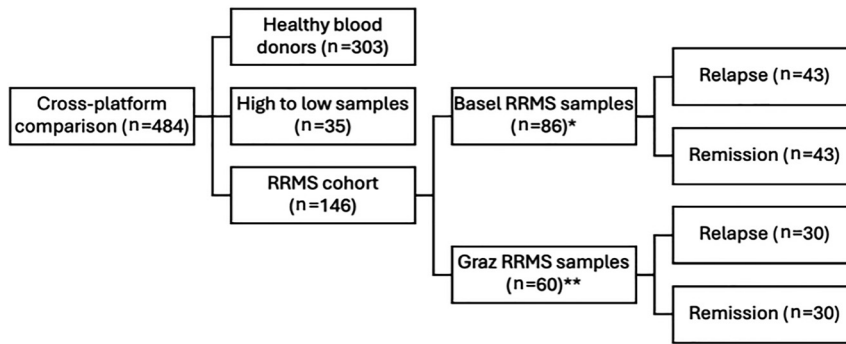 Cross-platform
comparison (n=484)
Healthy blood
donors (n=303)
High to low samples
(n=35)
RRMS cohort
(n=146)
Basel RRMS samples
(n=86)*
Graz RRMS samples
(n=60)**
Relapse (n=43)
Remission (n=43)
Relapse (n=30)
Remission (n=30)